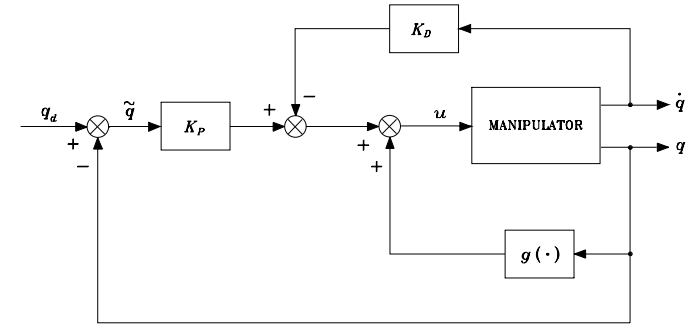 K_D
−
q̇
q_d
q̃
+
K_P
+
+
u
MANIPULATOR
+
−
+
q
g(·)